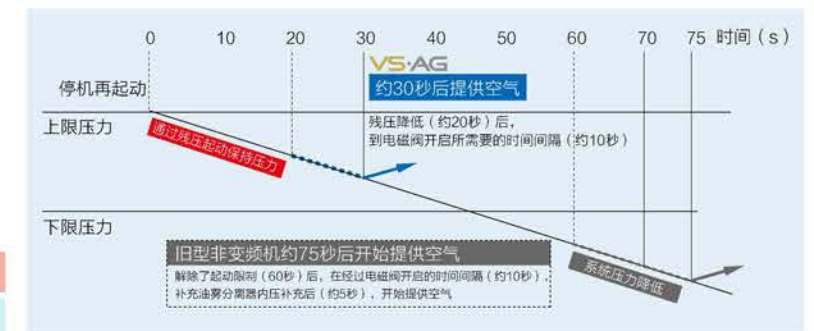 0 10 20 30 40 50 60 70 75 时间（s）
VS·AG
停机再起动
约30秒后提供空气
上限压力
通过残压起动保持压力
残压降低（约20秒）后，
到电磁阀开启所需要的时间间隔（约10秒）
下限压力
旧型非变频机约75秒后开始提供空气
解除了起动限制（60秒）后，在经过电磁阀开启的时间间隔（约10秒）、
补充油雾分离器内压补充后（约5秒），开始提供空气
系统压力降低